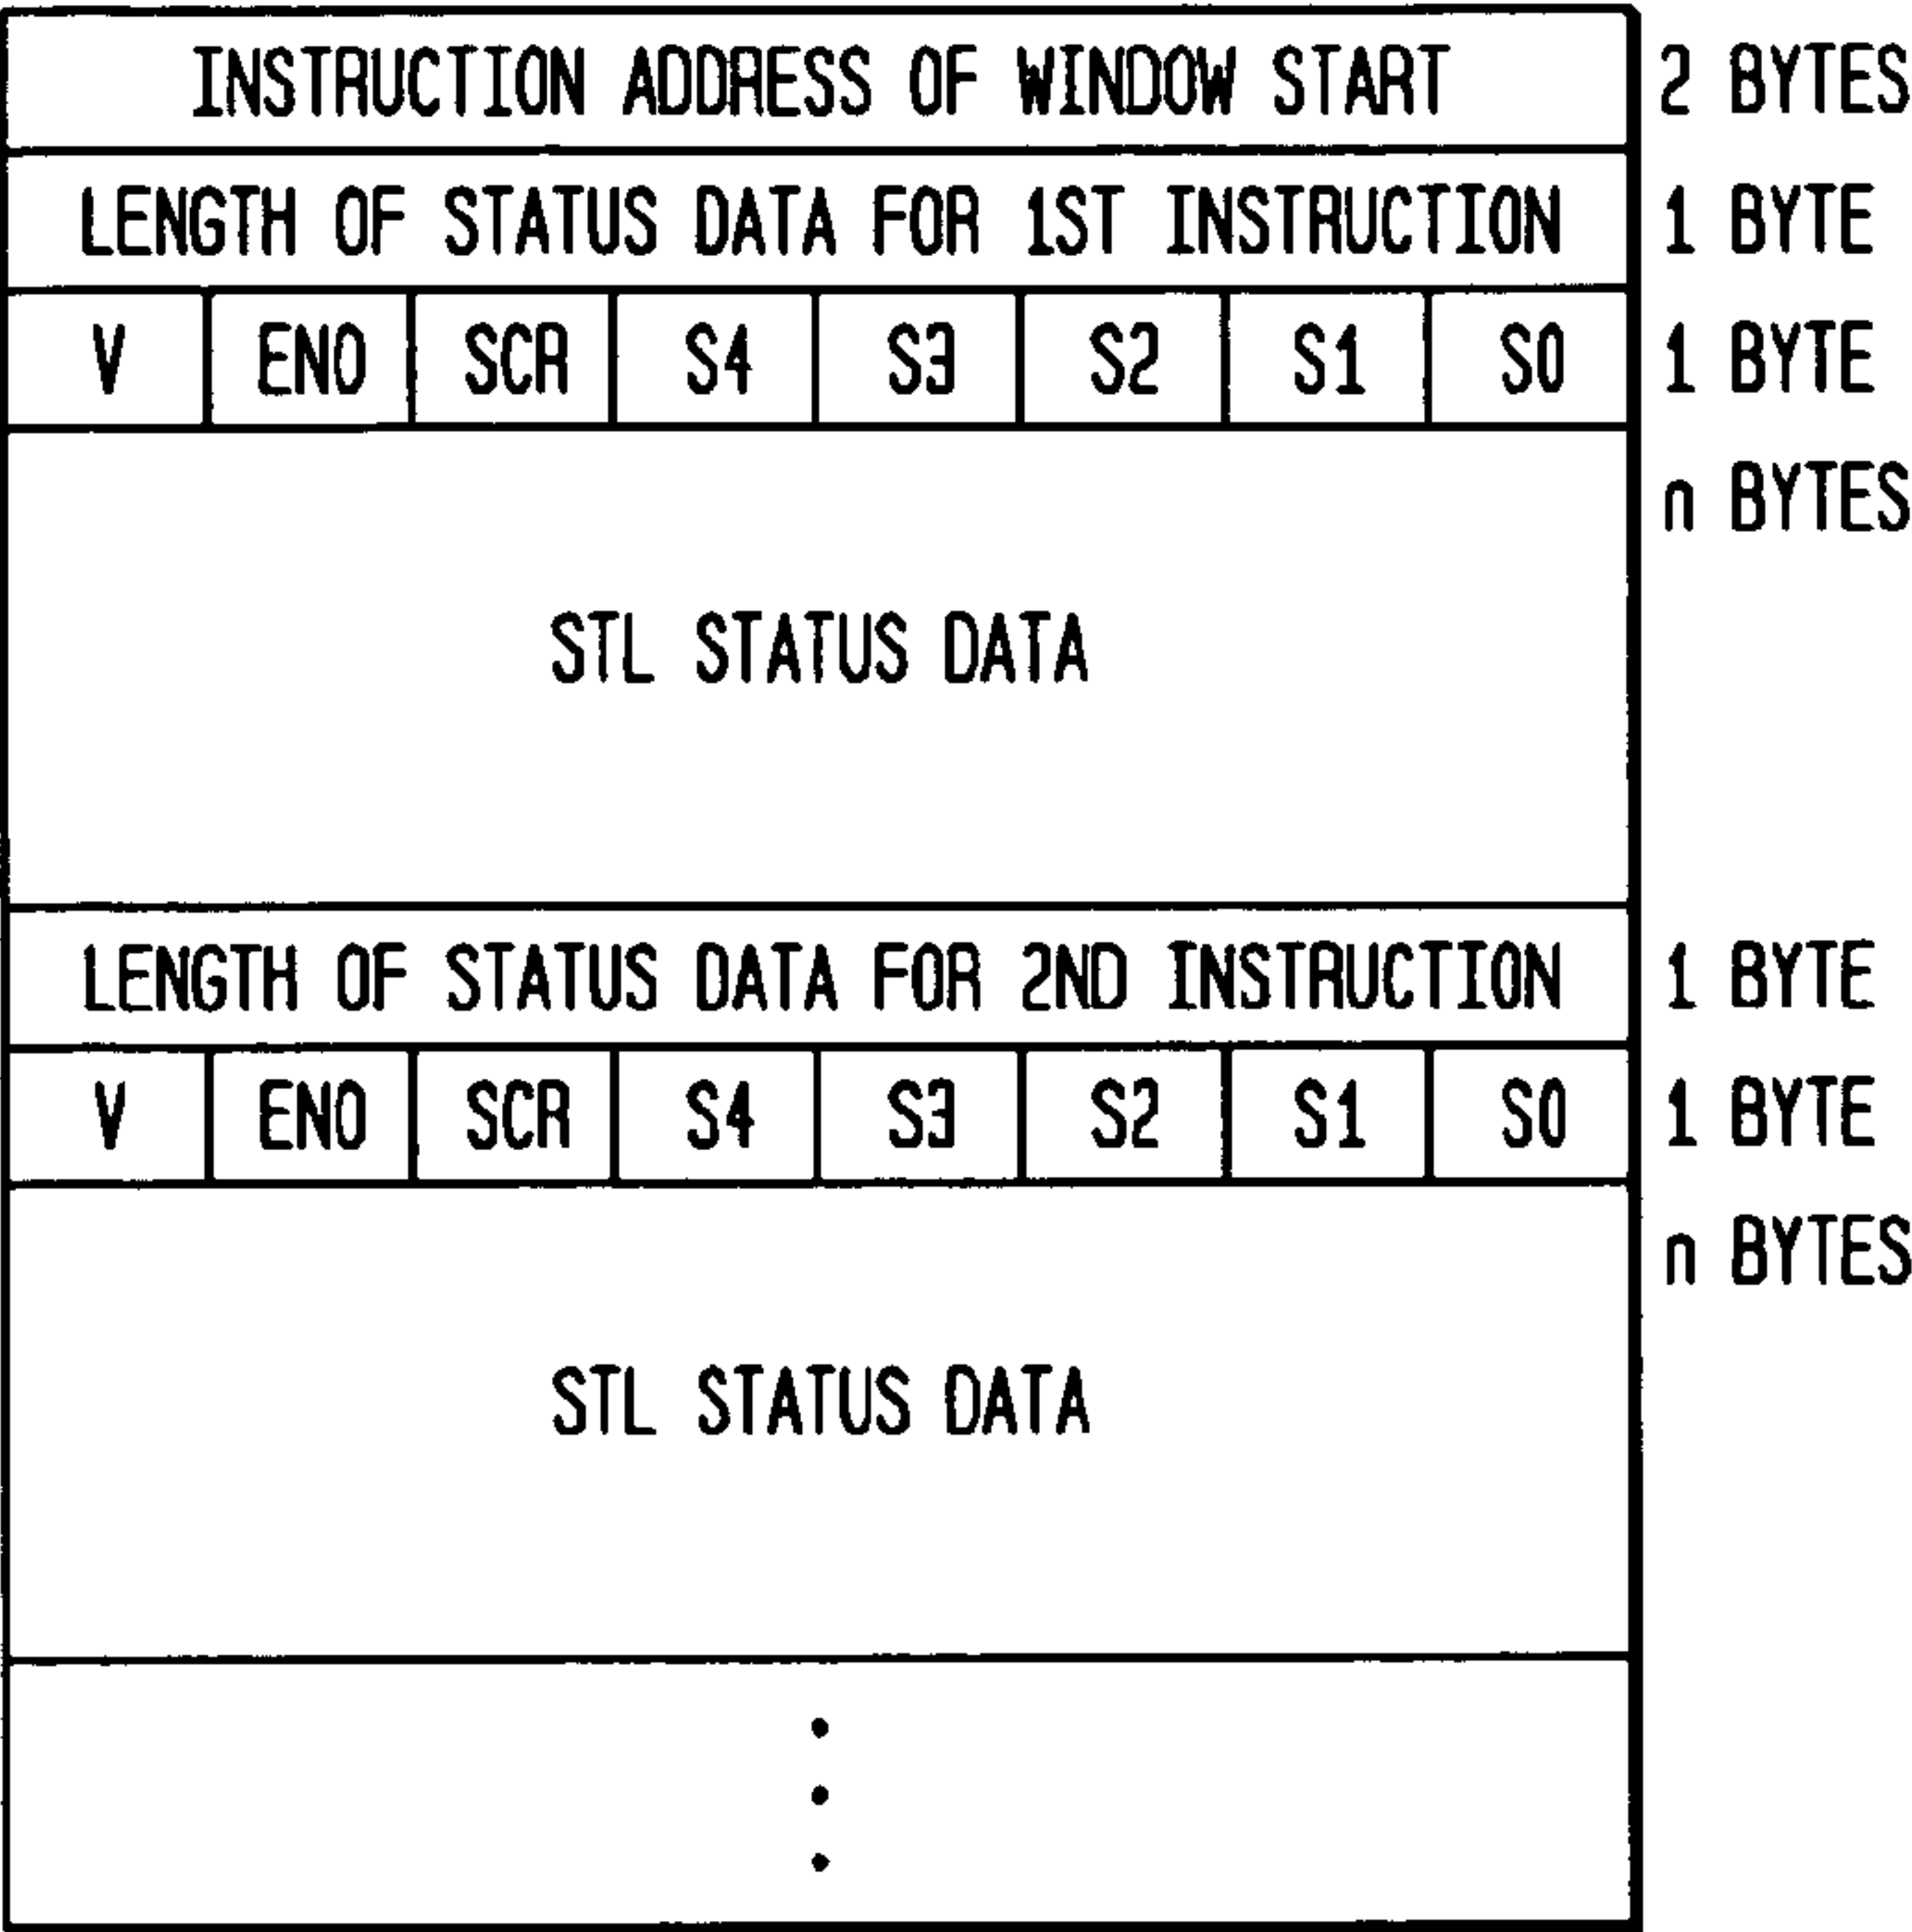 INSTRUCTION ADDRESS OF WINDOW START 2 BYTES
LENGTH OF STATUS DATA FOR 1ST INSTRUCTION 1 BYTE
V ENO SCR S4 S3 S2 S1 S0 1 BYTE
n BYTES
STL STATUS DATA
LENGTH OF STATUS DATA FOR 2ND INSTRUCTION 1 BYTE
V ENO SCR S4 S3 S2 S1 S0 1 BYTE
n BYTES
STL STATUS DATA